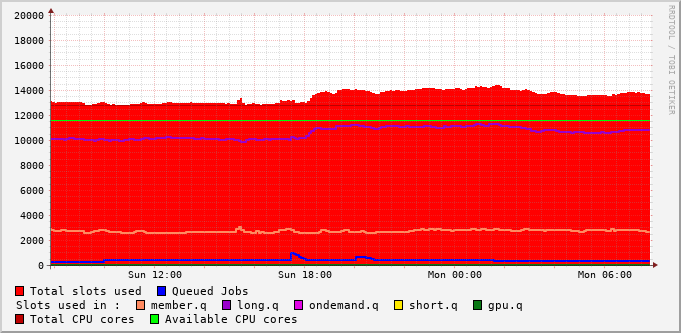 RRDTOOL / TOBI OETIKER
20000
18000
16000
14000
12000
10000
8000
6000
4000
2000
0
Sun 12:00 Sun 18:00 Mon 00:00 Mon 06:00
Total slots used Queued Jobs
Slots used in : member.q long.q ondemand.q short.q gpu.q
Total CPU cores Available CPU cores